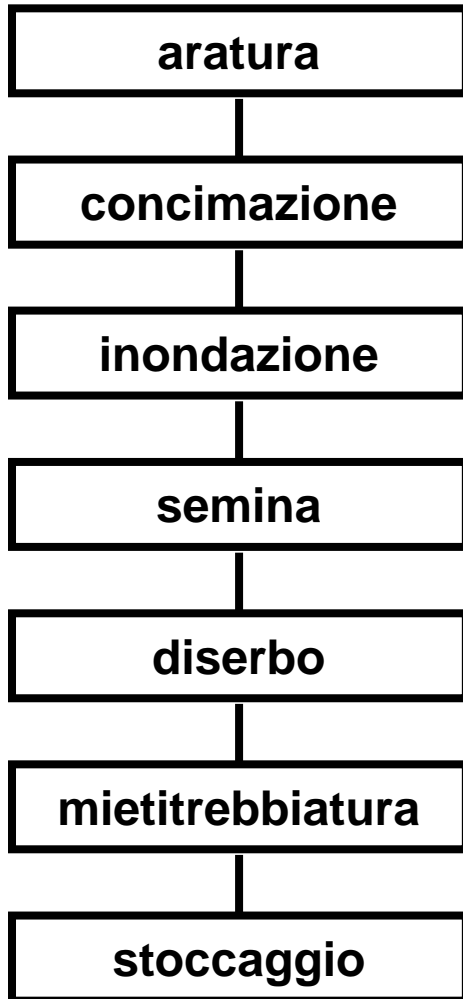 aratura
concimazione
inondazione
semina
diserbo
mietitrebbiatura
stoccaggio